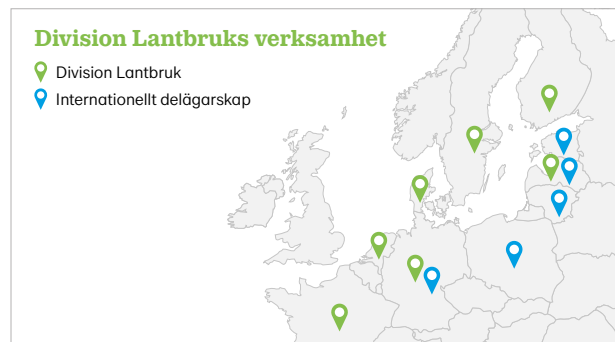 Division Lantbruks verksamhet
Division Lantbruk
Internationellt delägarskap